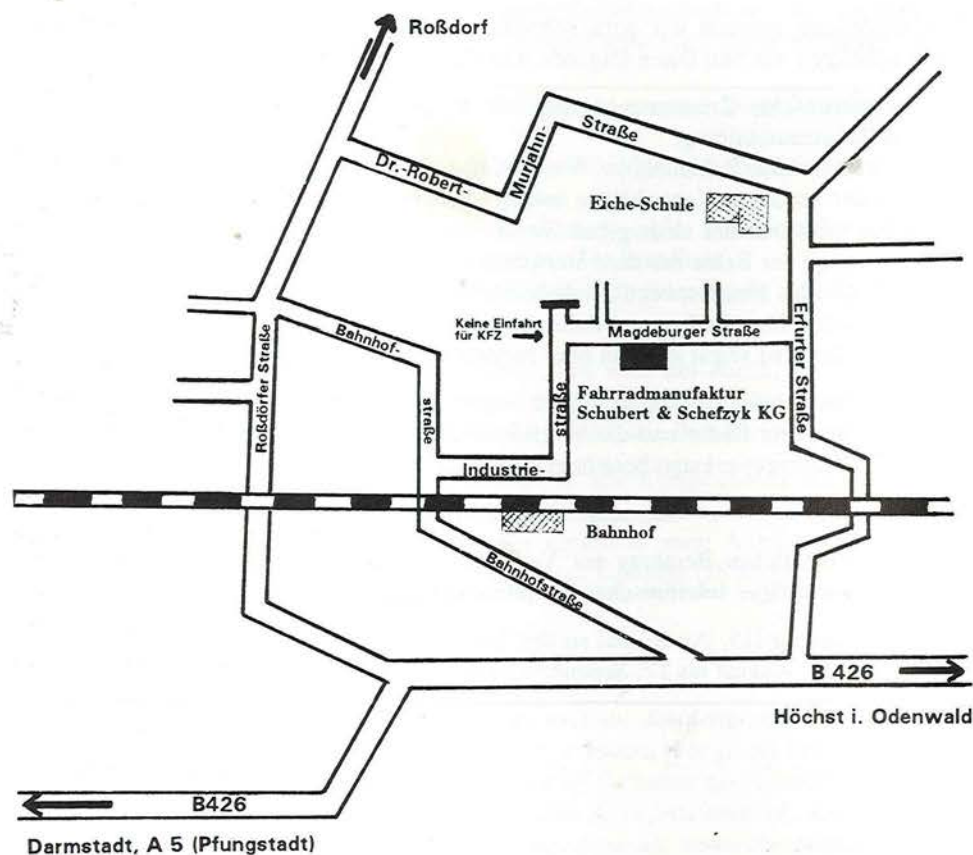 Roßdorf
Straße
Murjahn-
Dr.-Robert-
Eiche-Schule
Keine Einfahrt
für KFZ
Magdeburger Straße
Bahnhof-
straße
Roßdörfer Straße
Erfurter Straße
straße
Fahrradmanufaktur
Schubert & Schefzyk KG
Industrie-
Bahnhof
Bahnhofstraße
B 426
Höchst i. Odenwald
B426
Darmstadt, A 5 (Pfungstadt)